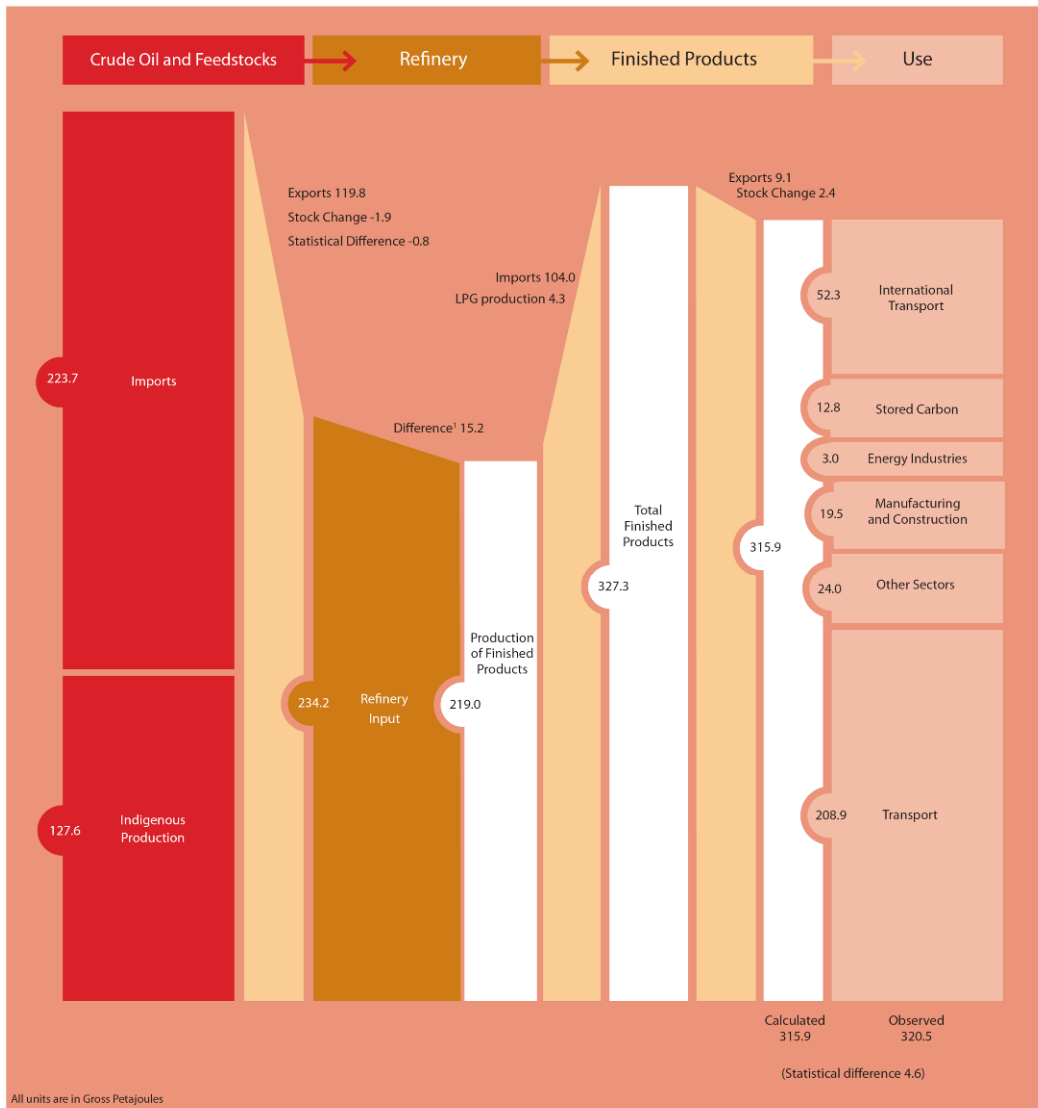 Crude Oil and Feedstocks
Refinery
Finished Products
Use
Exports 119.8
Stock Change -1.9
Statistical Difference -0.8
Exports 9.1
Stock Change 2.4
Imports 104.0
LPG production 4.3
52.3
International
Transport
223.7
Imports
12.8
Stored Carbon
Difference¹ 15.2
3.0
Energy Industries
19.5
Manufacturing
and Construction
Total
Finished
Products
315.9
327.3
24.0
Other Sectors
Production
of Finished
Products
234.2
Refinery
Input
219.0
127.6
Indigenous
Production
208.9
Transport
Calculated
315.9
Observed
320.5
(Statistical difference 4.6)
All units are in Gross Petajoules